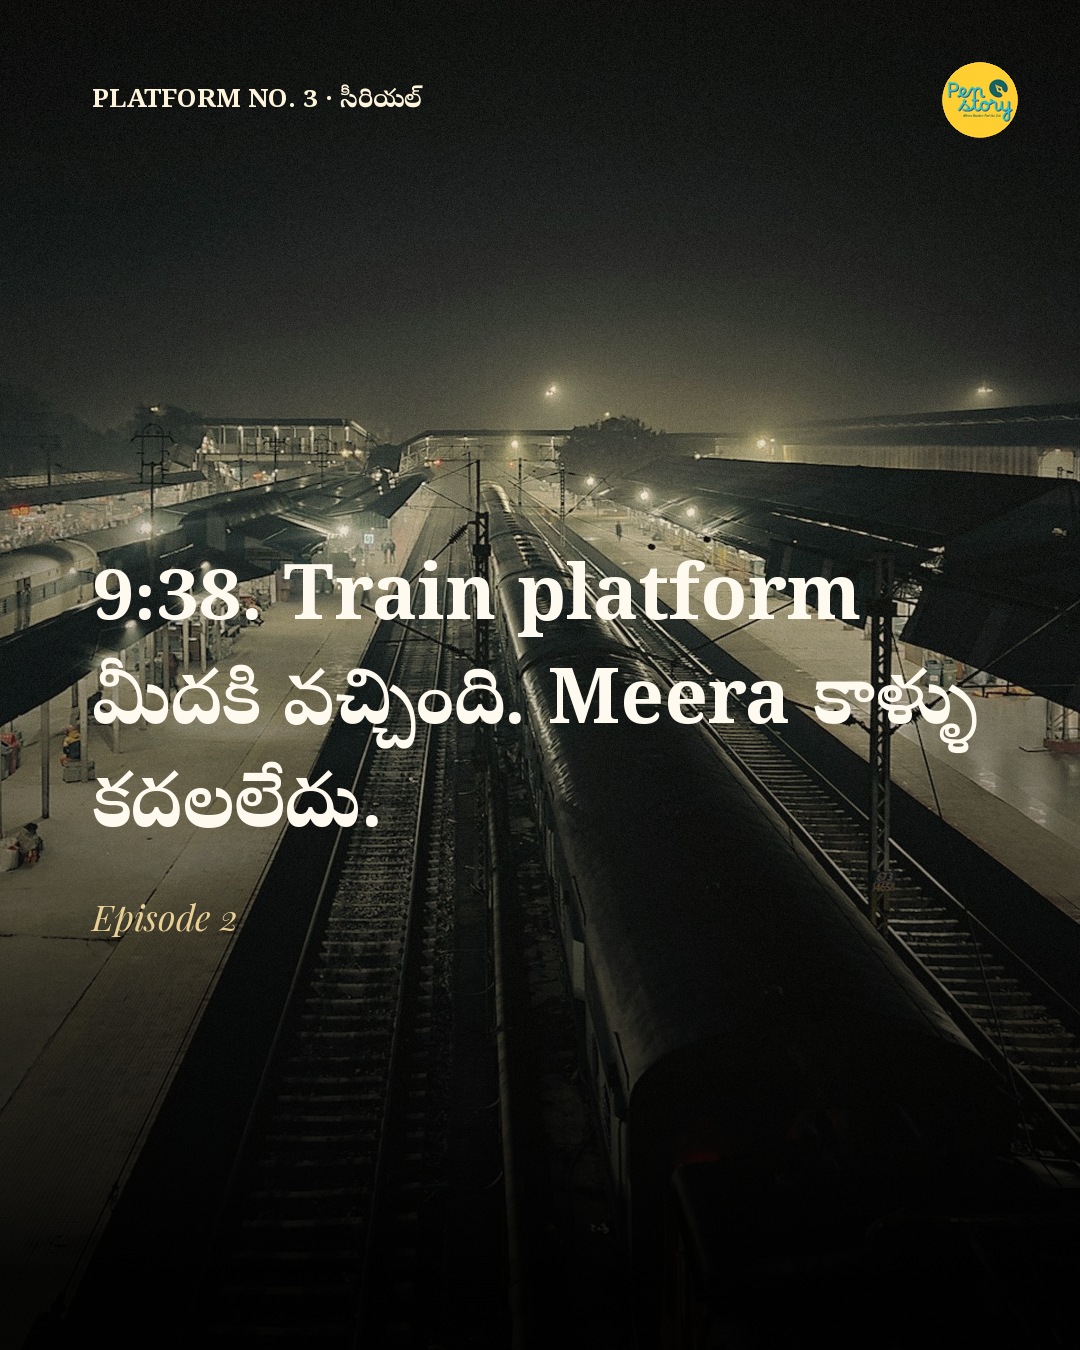 PLATFORM NO. 3 · సీరియల్
Pen
story
9:38. Train platform
మీదకి వచ్చింది. Meera కాళ్ళు
కదలలేదు.
Episode 2